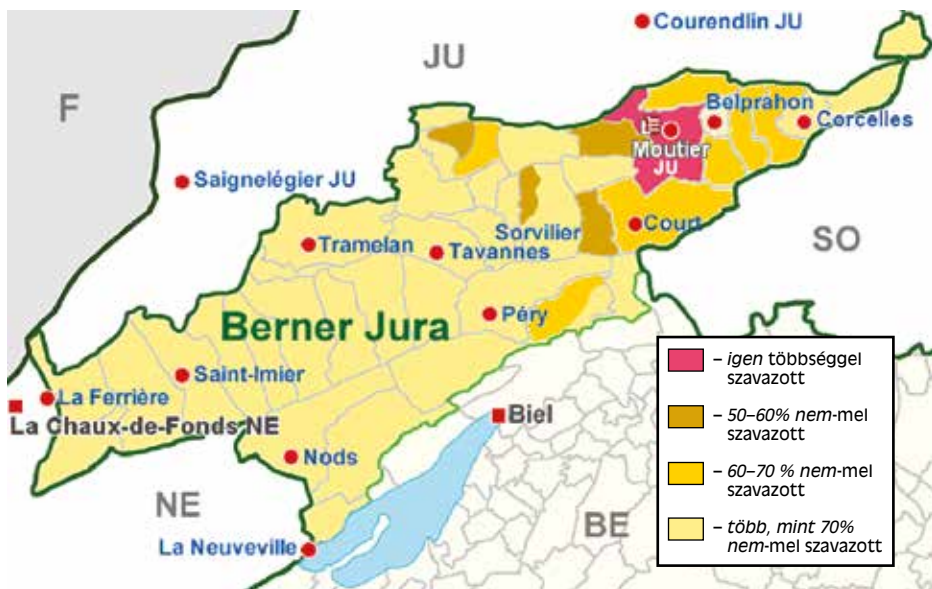 Courendlin JU
JU
F
Belprahon
Corcelles
Moutier
JU
Saignelégier JU
Sorvilier
Court
SO
Tramelan
Tavannes
Berner Jura
Péry
– igen többséggel
szavazott
– 50–60% nem-mel
szavazott
– 60–70 % nem-mel
szavazott
– több, mint 70%
nem-mel szavazott
Saint-Imier
La Ferrière
La Chaux-de-Fonds NE
Biel
Nods
NE
BE
La Neuveville